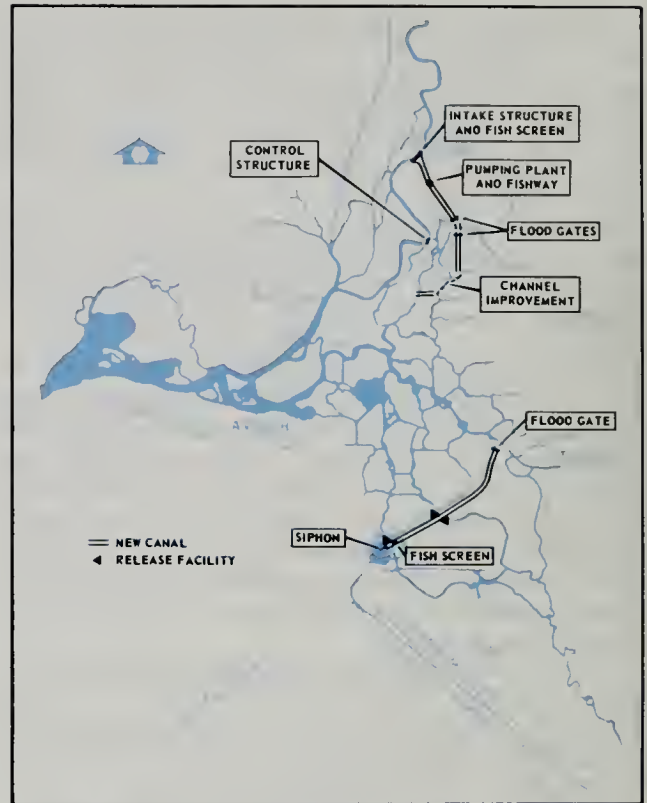 INTAKE STRUCTURE
AND FISH SCREEN
CONTROL
STRUCTURE
PUMPING PLANT
AND FISHWAY
FLOOD GATES
CHANNEL
IMPROVEMENT
FLOOD GATE
NEW CANAL
RELEASE FACILITY
SIPHON
FISH SCREEN